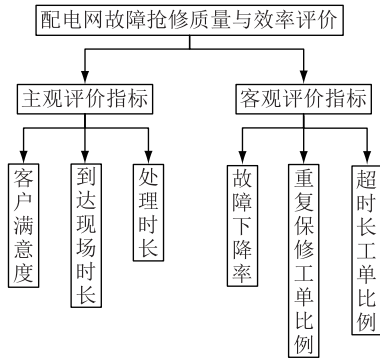 配电网故障抢修质量与效率评价
主观评价指标
客观评价指标
客户满意度
到达现场时长
处理时长
故障下降率
重复保修工单比例
超时长工单比例